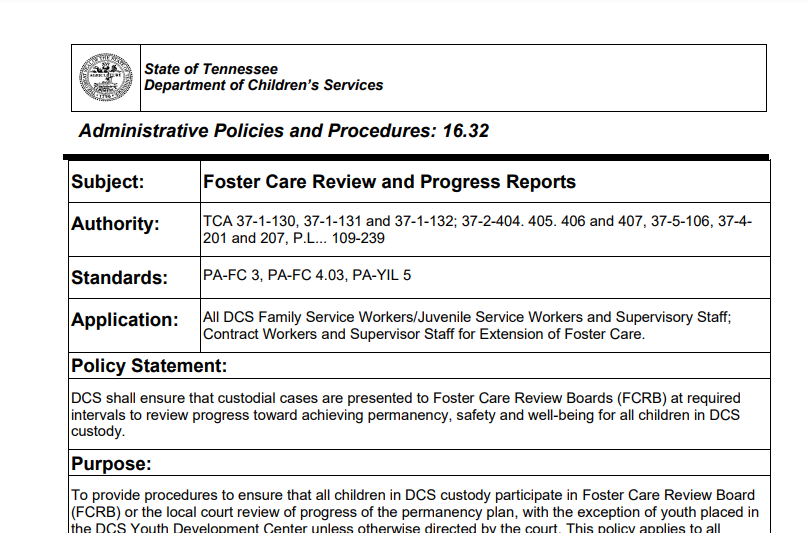 State of Tennessee
Department of Children's Services
Administrative Policies and Procedures: 16.32
Subject:
Foster Care Review and Progress Reports
Authority:
TCA 37-1-130, 37-1-131 and 37-1-132; 37-2-404. 405. 406 and 407, 37-5-106, 37-4-
201 and 207, P.L... 109-239
Standards:
PA-FC 3, PA-FC 4.03, PA-YIL 5
Application:
All DCS Family Service Workers/Juvenile Service Workers and Supervisory Staff;
Contract Workers and Supervisor Staff for Extension of Foster Care.
Policy Statement:
DCS shall ensure that custodial cases are presented to Foster Care Review Boards (FCRB) at required
intervals to review progress toward achieving permanency, safety and well-being for all children in DCS
custody.
Purpose:
To provide procedures to ensure that all children in DCS custody participate in Foster Care Review Board
(FCRB) or the local court review of progress of the permanency plan, with the exception of youth placed in
the DCS Youth Development Center unless otherwise directed by the court. This policy applies to all